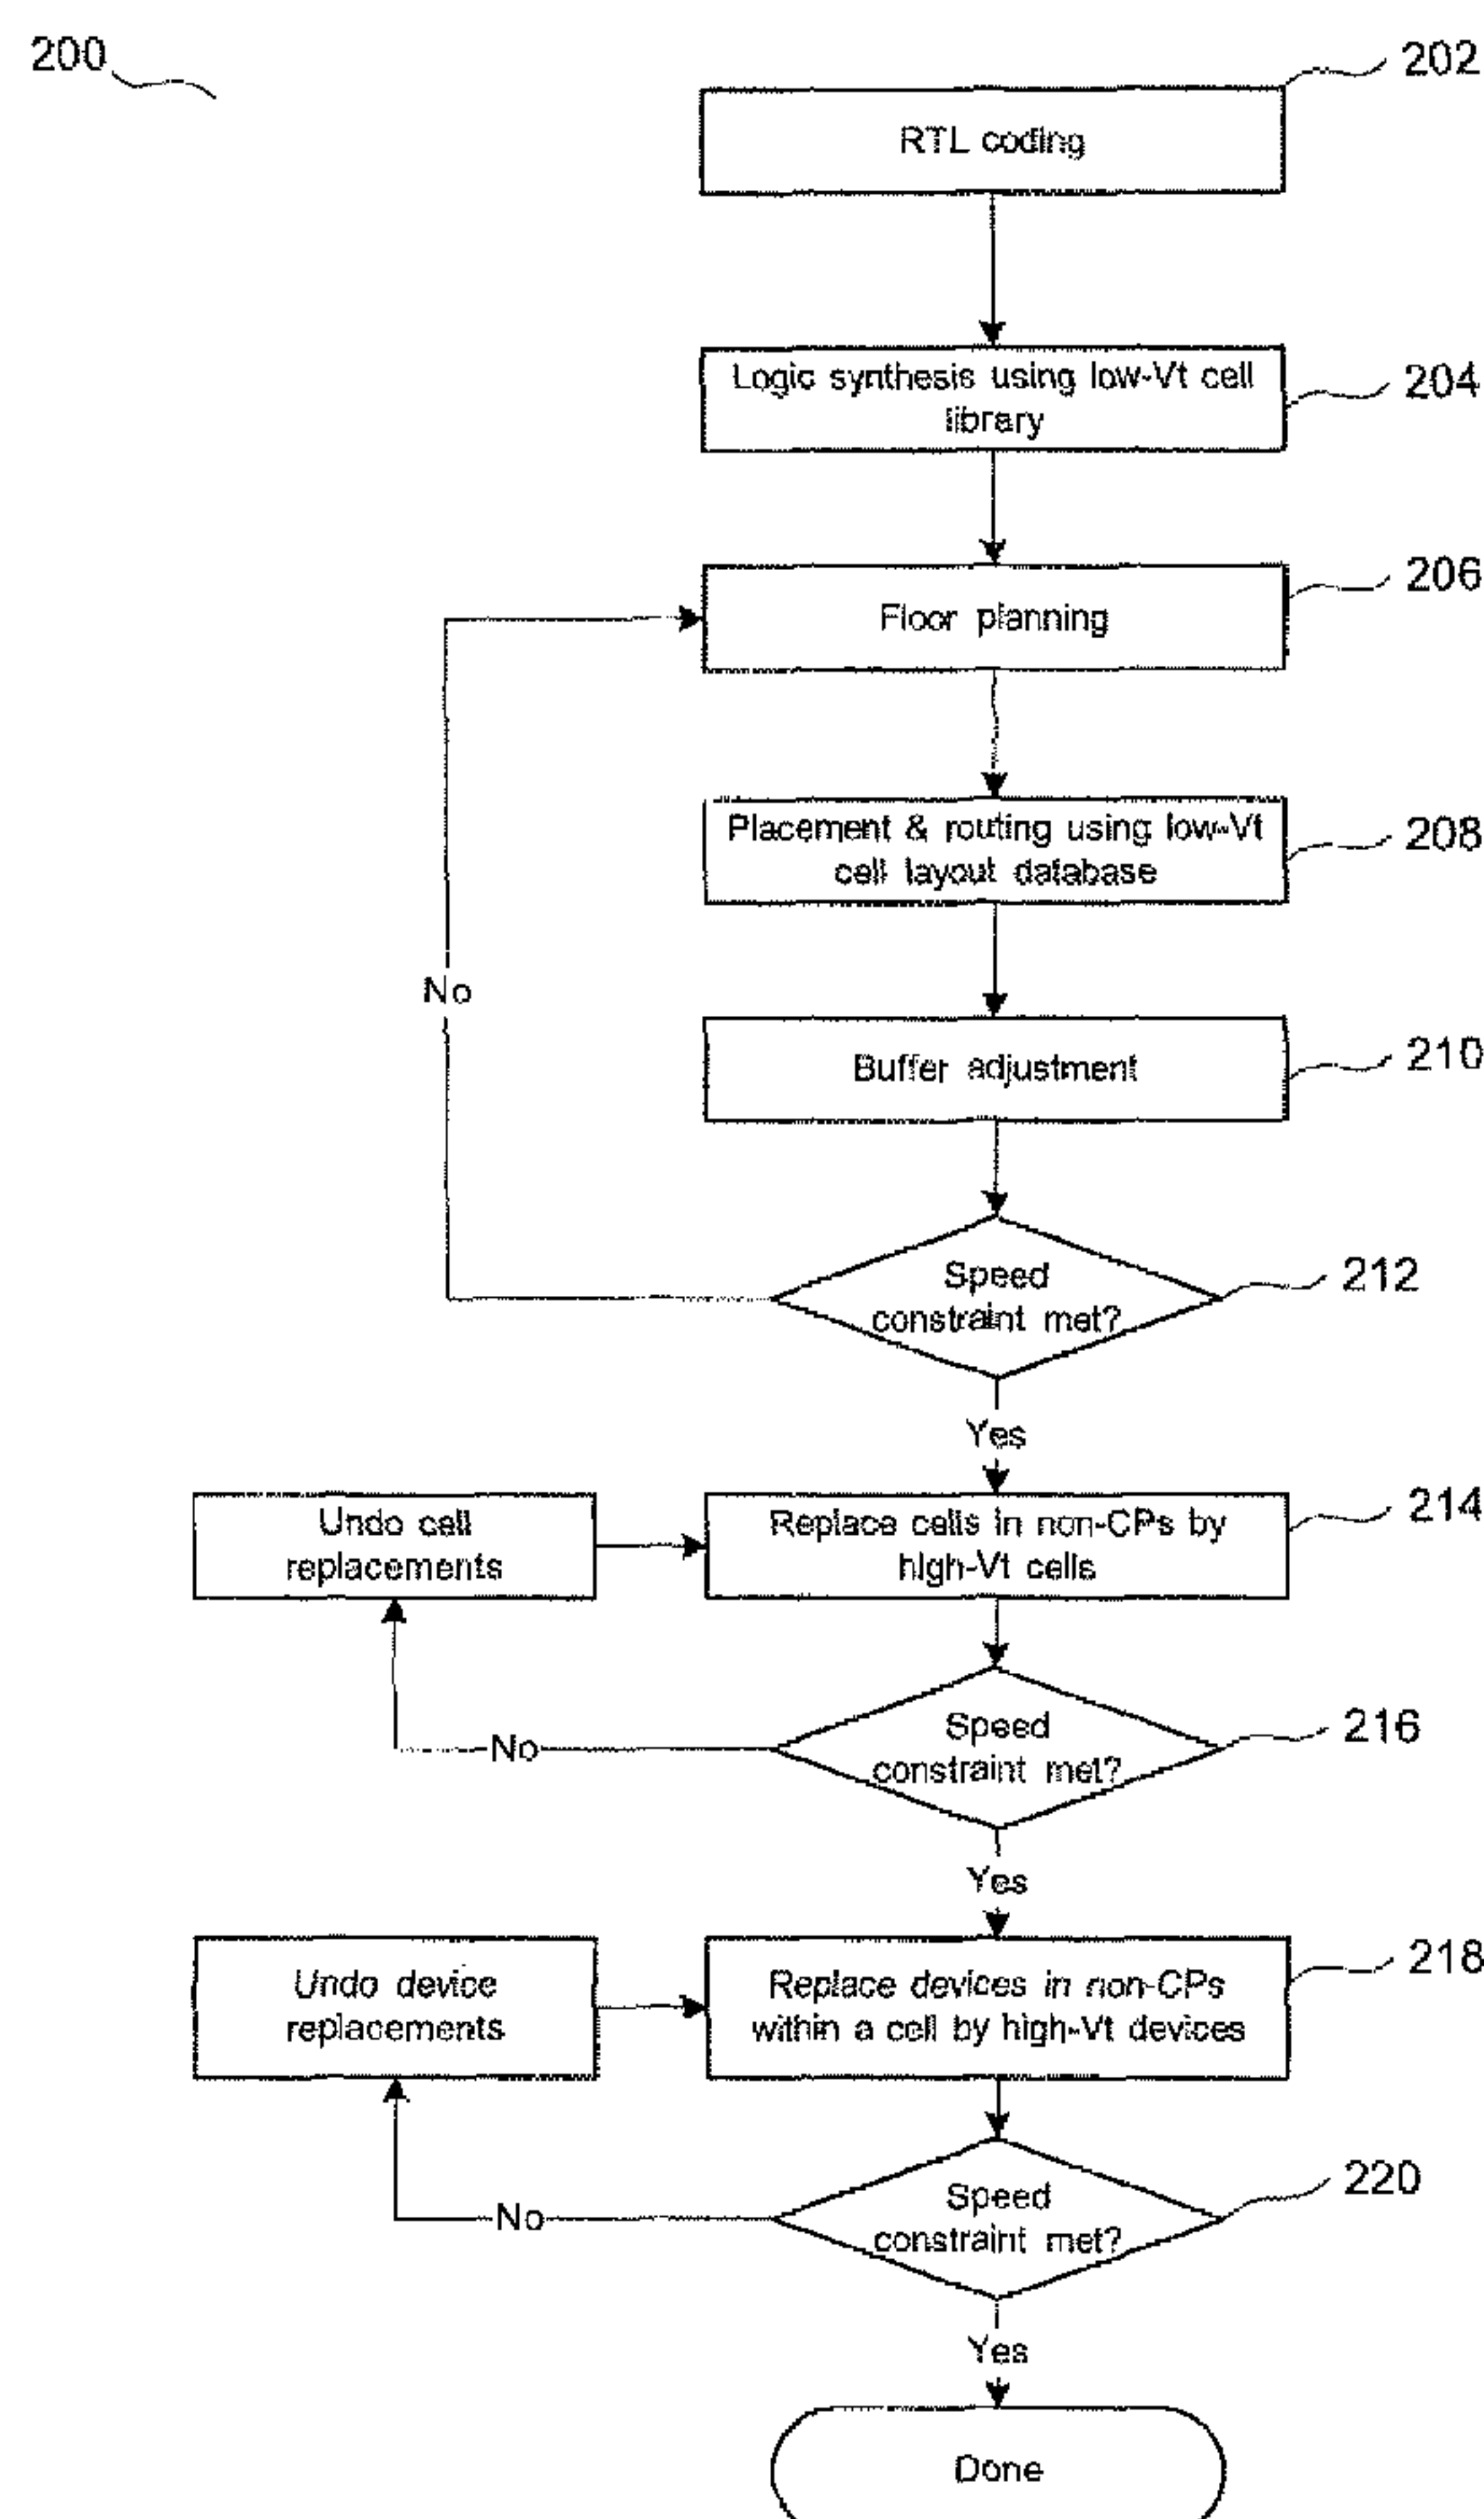 200
202
RTL coding
Logic synthesis using low-Vt cell
library
204
206
Floor planning
Placement & routing using low-Vt
cell layout database
208
No
210
Buffer adjustment
Speed
constraint met?
212
Yes
Undo cell
replacements
Replace cells in non-CPs by
high-Vt cells
214
Speed
constraint met?
216
No
Yes
Undo device
replacements
Replace devices in non-CPs
within a cell by high-Vt devices
218
Speed
constraint met?
220
No
Yes
Done